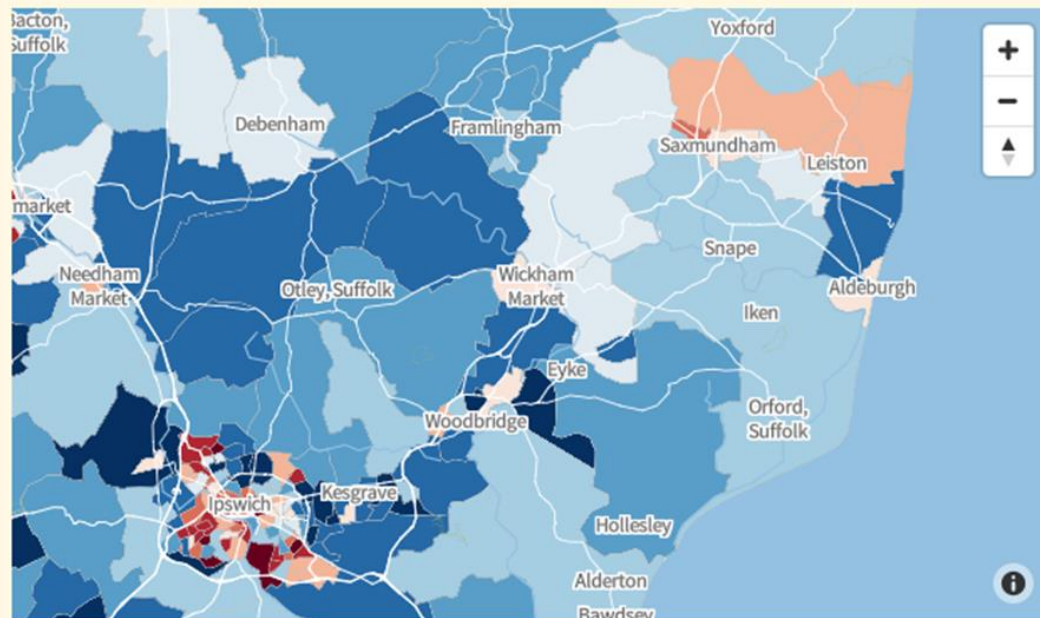 Bacton,
Suffolk
Yoxford
Debenham
Framlingham
Saxmundham
Leiston
market
Snape
Needham
Market
Otley, Suffolk
Wickham
Market
Aldeburgh
Iken
Eyke
Orford,
Suffolk
Woodbridge
Kesgrave
Ipswich
Hollesley
Alderton
Bawdsey